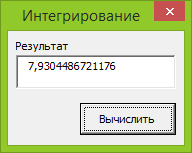 Интегрирование
Результат
7,9304486721176
Вычислить